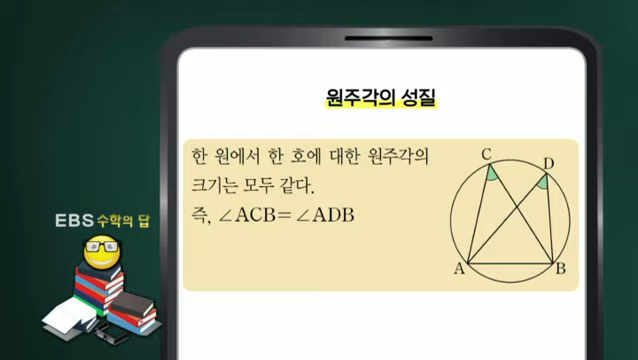 원주각의 성질
한 원에서 한 호에 대한 원주각의
크기는 모두 같다.
즉, ∠ACB=∠ADB
C
D
A
B
EBS 수학의 답